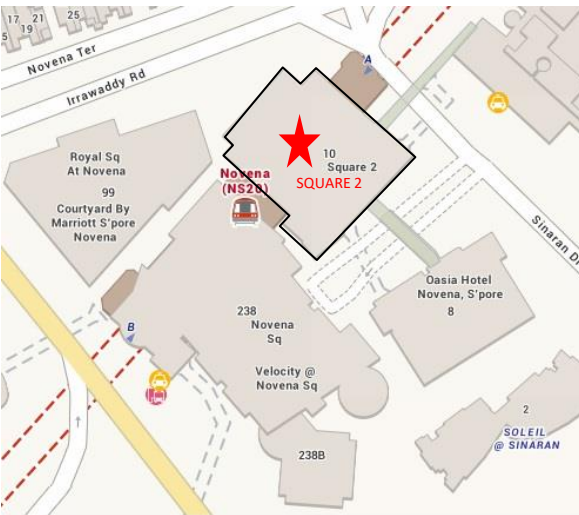 17
21
25
19
5
Novena Ter
Irrawaddy Rd
A
10
Square 2
SQUARE 2
Novena
(NS20)
Royal Sq
At Novena
99
Courtyard By
Marriott S'pore
Novena
Sinaran Dr
Oasia Hotel
Novena, S'pore
8
238
Novena
Sq
Velocity @
Novena Sq
B
2
SOLEIL
@ SINARAN
238B